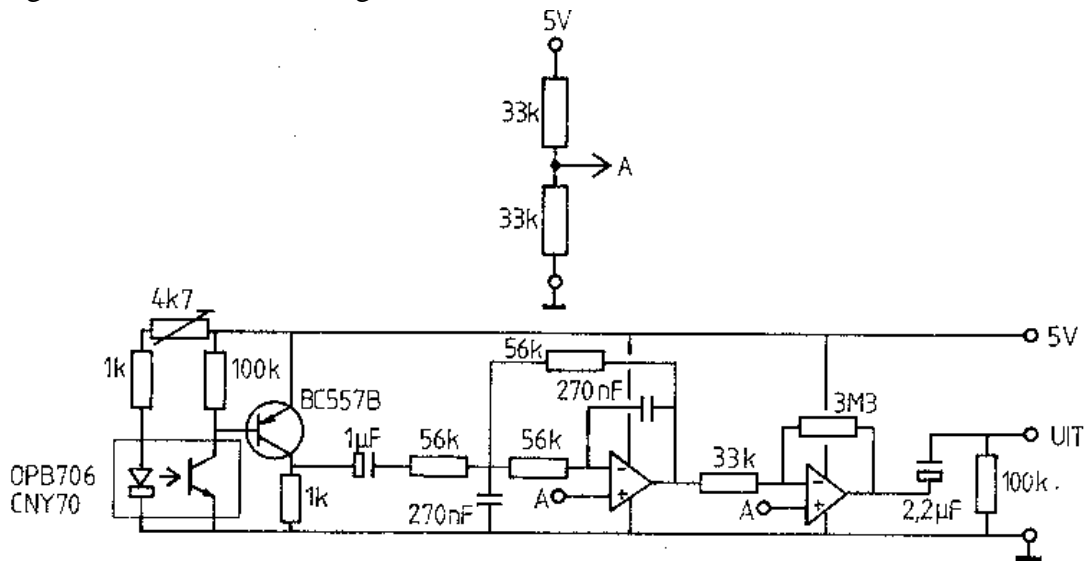 5V
33k
A
33k
4k7
5V
1k
100k
56k
270nF
BC557B
3M3
1µF
56k
56k
UIT
OPB706
CNY70
33k
100k.
A
1k
A
270nF
2,2µF